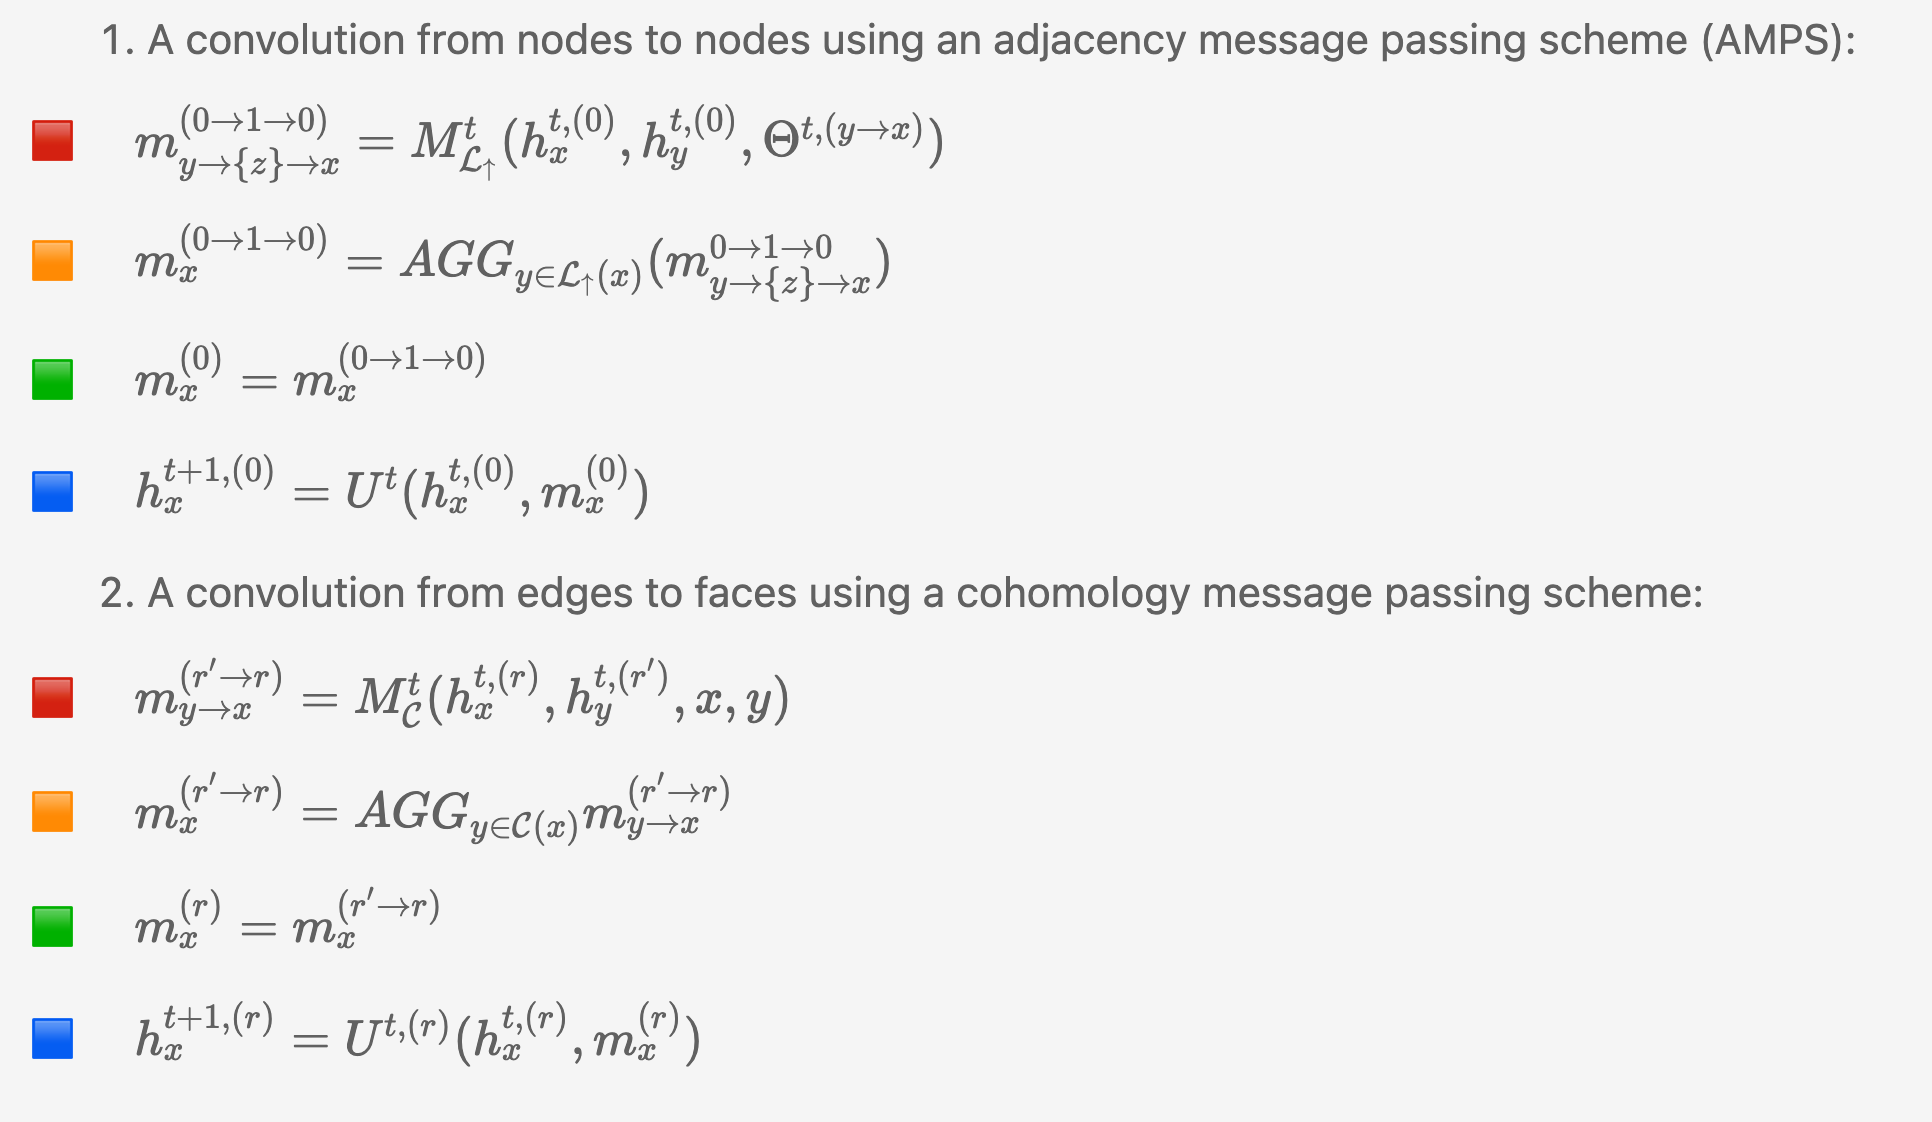 1. A convolution from nodes to nodes using an adjacency message passing scheme (AMPS):
🟥 $m_{y \rightarrow \{z\} \rightarrow x}^{(0 \rightarrow 1 \rightarrow 0)} = M_{\mathcal{L}_\uparrow}^t(h_x^{t,(0)}, h_y^{t,(0)}, \Theta^{t,(y \rightarrow x)})$
🟧 $m_x^{(0 \rightarrow 1 \rightarrow 0)} = AGG_{y \in \mathcal{L}_\uparrow(x)}(m_{y \rightarrow \{z\} \rightarrow x}^{0 \rightarrow 1 \rightarrow 0})$
🟩 $m_x^{(0)} = m_x^{(0 \rightarrow 1 \rightarrow 0)}$
🟦 $h_x^{t+1,(0)} = U^t(h_x^{t,(0)}, m_x^{(0)})$
2. A convolution from edges to faces using a cohomology message passing scheme:
🟥 $m_{y \rightarrow x}^{(r' \rightarrow r)} = M_{\mathcal{C}}^t(h_x^{t,(r)}, h_y^{t,(r')}, x, y)$
🟧 $m_x^{(r' \rightarrow r)} = AGG_{y \in \mathcal{C}(x)} m_{y \rightarrow x}^{(r' \rightarrow r)}$
🟩 $m_x^{(r)} = m_x^{(r' \rightarrow r)}$
🟦 $h_x^{t+1,(r)} = U^{t,(r)}(h_x^{t,(r)}, m_x^{(r)})$